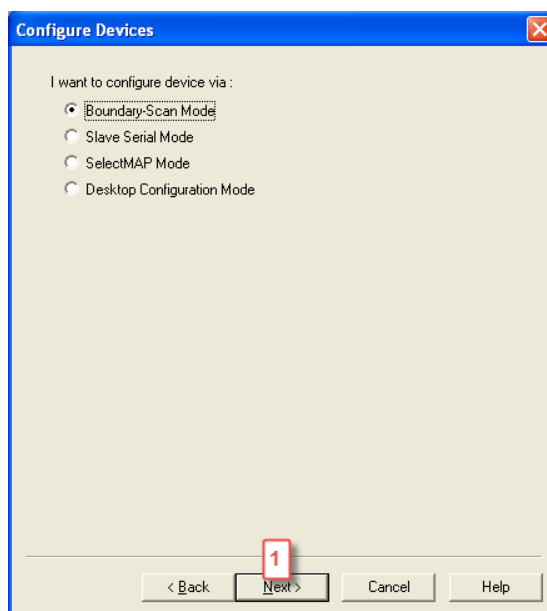 Configure Devices
I want to configure device via :
Boundary-Scan Mode
Slave Serial Mode
SelectMAP Mode
Desktop Configuration Mode
1
< Back Next > Cancel Help